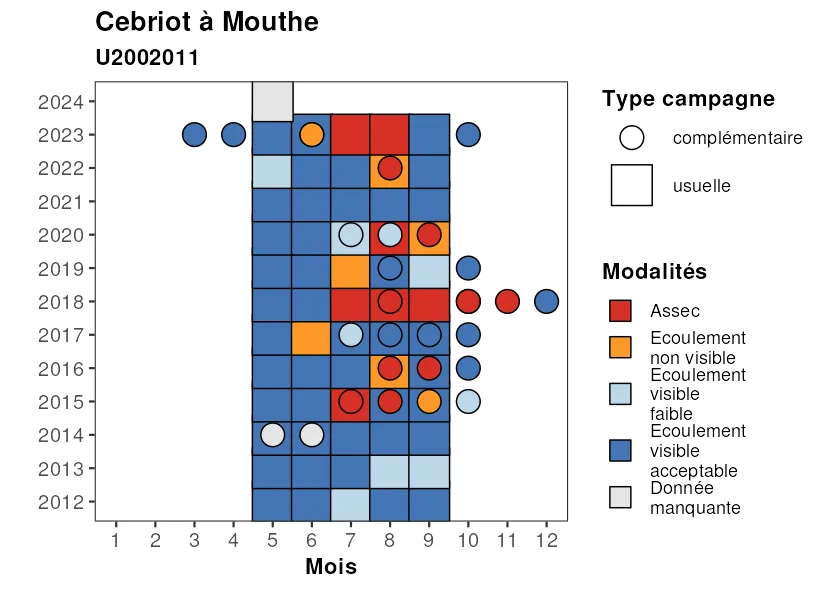 Cebriot à Mouthe
U2002011
2024
2023
2022
2021
2020
2019
2018
2017
2016
2015
2014
2013
2012
1 2 3 4 5 6 7 8 9 10 11 12
Mois
Type campagne
complémentaire
usuelle
Modalités
Assec
Ecoulement
non visible
Ecoulement
visible
faible
Ecoulement
visible
acceptable
Donnée
manquante